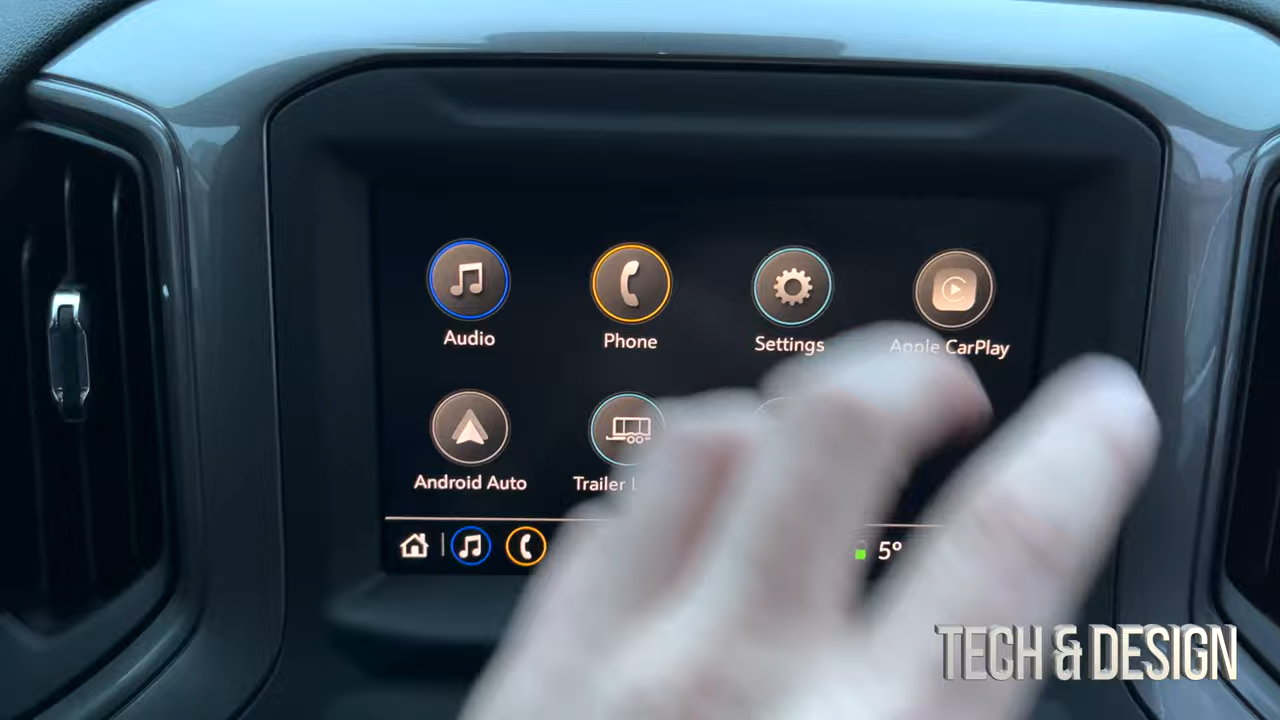 Audio
Phone
Settings
Apple CarPlay
Android Auto
Trailer
5°
TECH & DESIGN